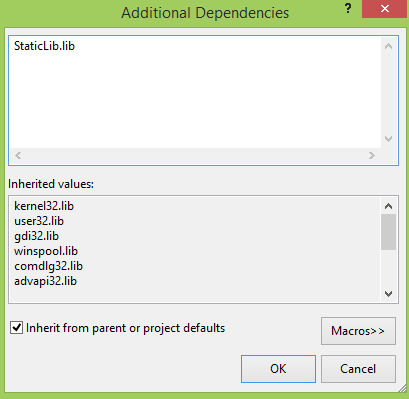 Additional Dependencies
?
StaticLib.lib
Inherited values:
kernel32.lib
user32.lib
gdi32.lib
winspool.lib
comdlg32.lib
advapi32.lib
Inherit from parent or project defaults
Macros>>
OK
Cancel